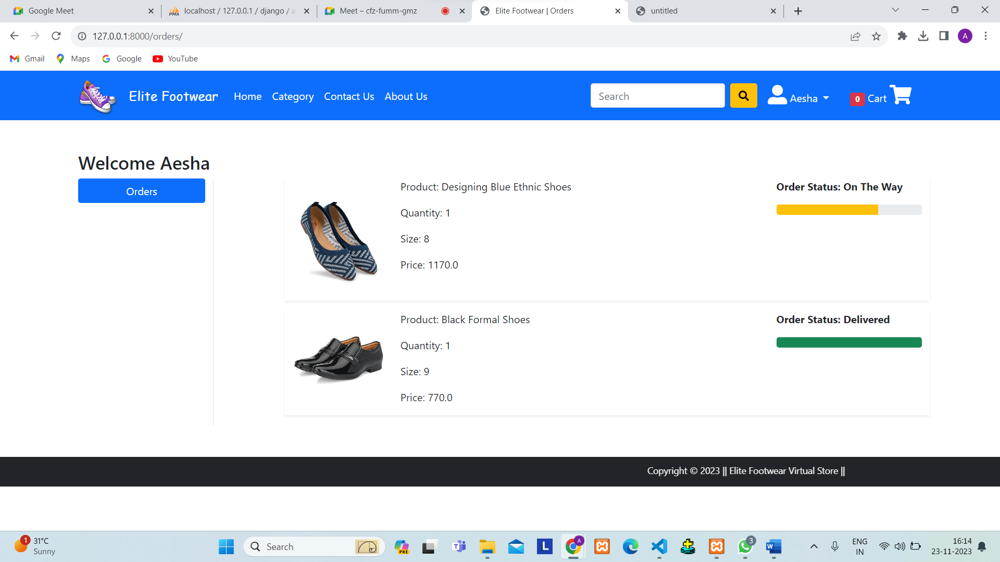 Google Meet
localhost / 127.0.0.1 / django / a
Meet – cfz-fumm-gmz
Elite Footwear | Orders
untitled
127.0.0.1:8000/orders/
A
Gmail
Maps
Google
YouTube
Elite Footwear
Home
Category
Contact Us
About Us
Search
Aesha
0 Cart
Welcome Aesha
Orders
Product: Designing Blue Ethnic Shoes
Quantity: 1
Size: 8
Price: 1170.0
Order Status: On The Way
Product: Black Formal Shoes
Quantity: 1
Size: 9
Price: 770.0
Order Status: Delivered
Copyright © 2023 || Elite Footwear Virtual Store ||
1
31°C
Sunny
Search
PRE
T
L
A
3
W
ENG
IN
16:14
23-11-2023